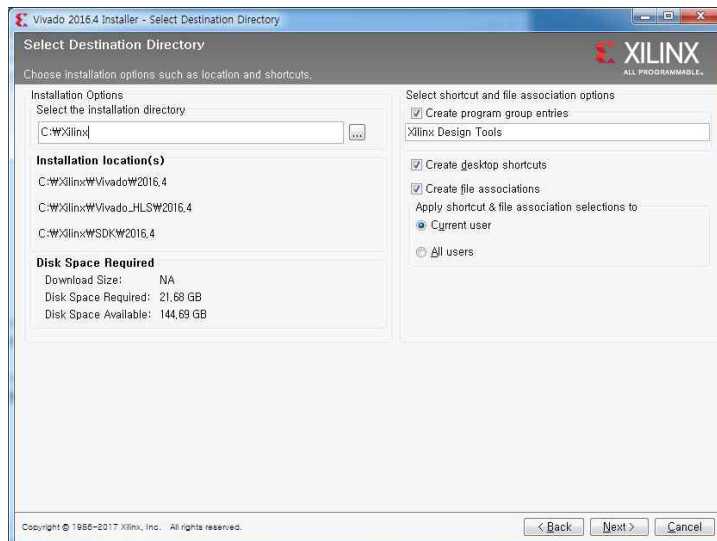 Vivado 2016.4 Installer - Select Destination Directory
Select Destination Directory
Choose installation options such as location and shortcuts.
XILINX
ALL PROGRAMMABLE.
Installation Options
Select the installation directory
C:₩Xilinx
...
Installation location(s)
C:₩Xilinx₩Vivado₩2016.4
C:₩Xilinx₩Vivado_HLS₩2016.4
C:₩Xilinx₩SDK₩2016.4
Disk Space Required
Download Size: NA
Disk Space Required: 21.68 GB
Disk Space Available: 144.69 GB
Select shortcut and file association options
Create program group entries
Xilinx Design Tools
Create desktop shortcuts
Create file associations
Apply shortcut & file association selections to
Current user
All users
Copyright © 1986-2017 Xilinx, Inc. All rights reserved.
< Back Next > Cancel